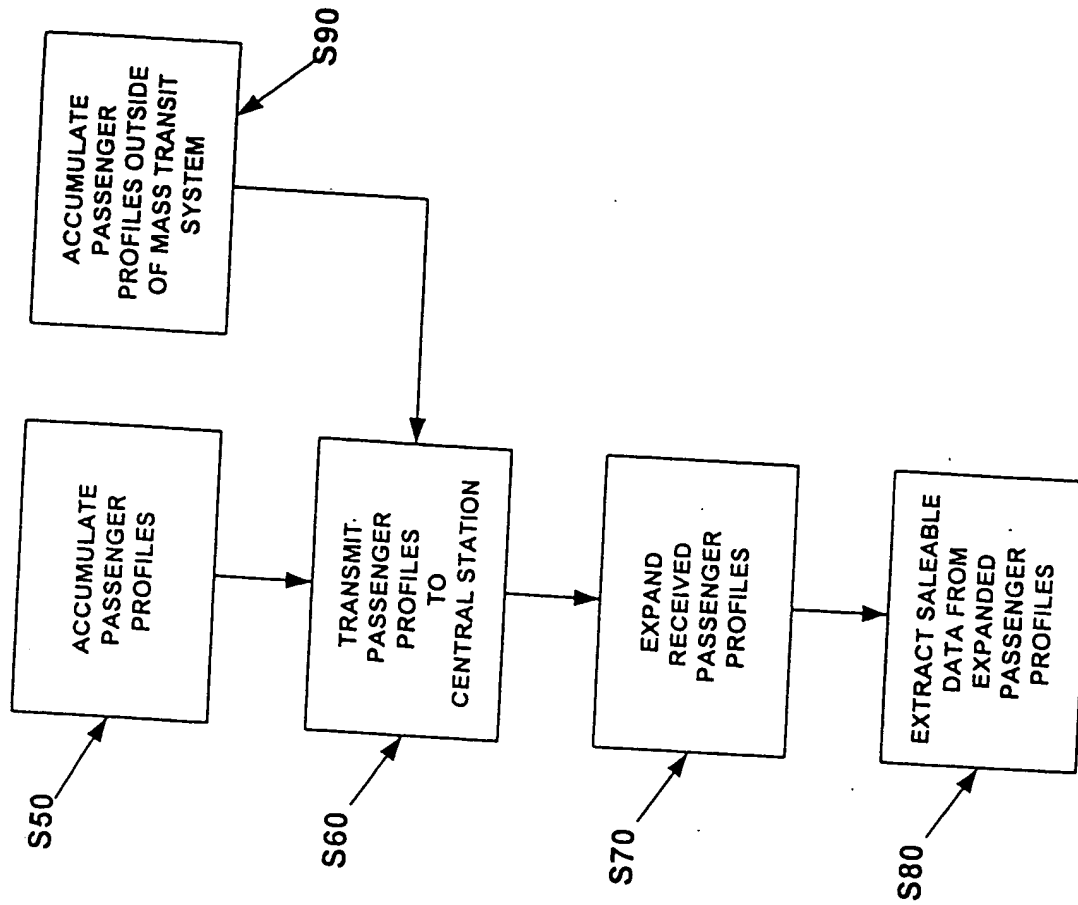 S50
ACCUMULATE
PASSENGER
PROFILES
S90
ACCUMULATE
PASSENGER
PROFILES OUTSIDE
OF MASS TRANSIT
SYSTEM
S60
TRANSMIT
PASSENGER
PROFILES
TO
CENTRAL STATION
S70
EXPAND
RECEIVED
PASSENGER
PROFILES
S80
EXTRACT SALEABLE
DATA FROM
EXPANDED
PASSENGER
PROFILES